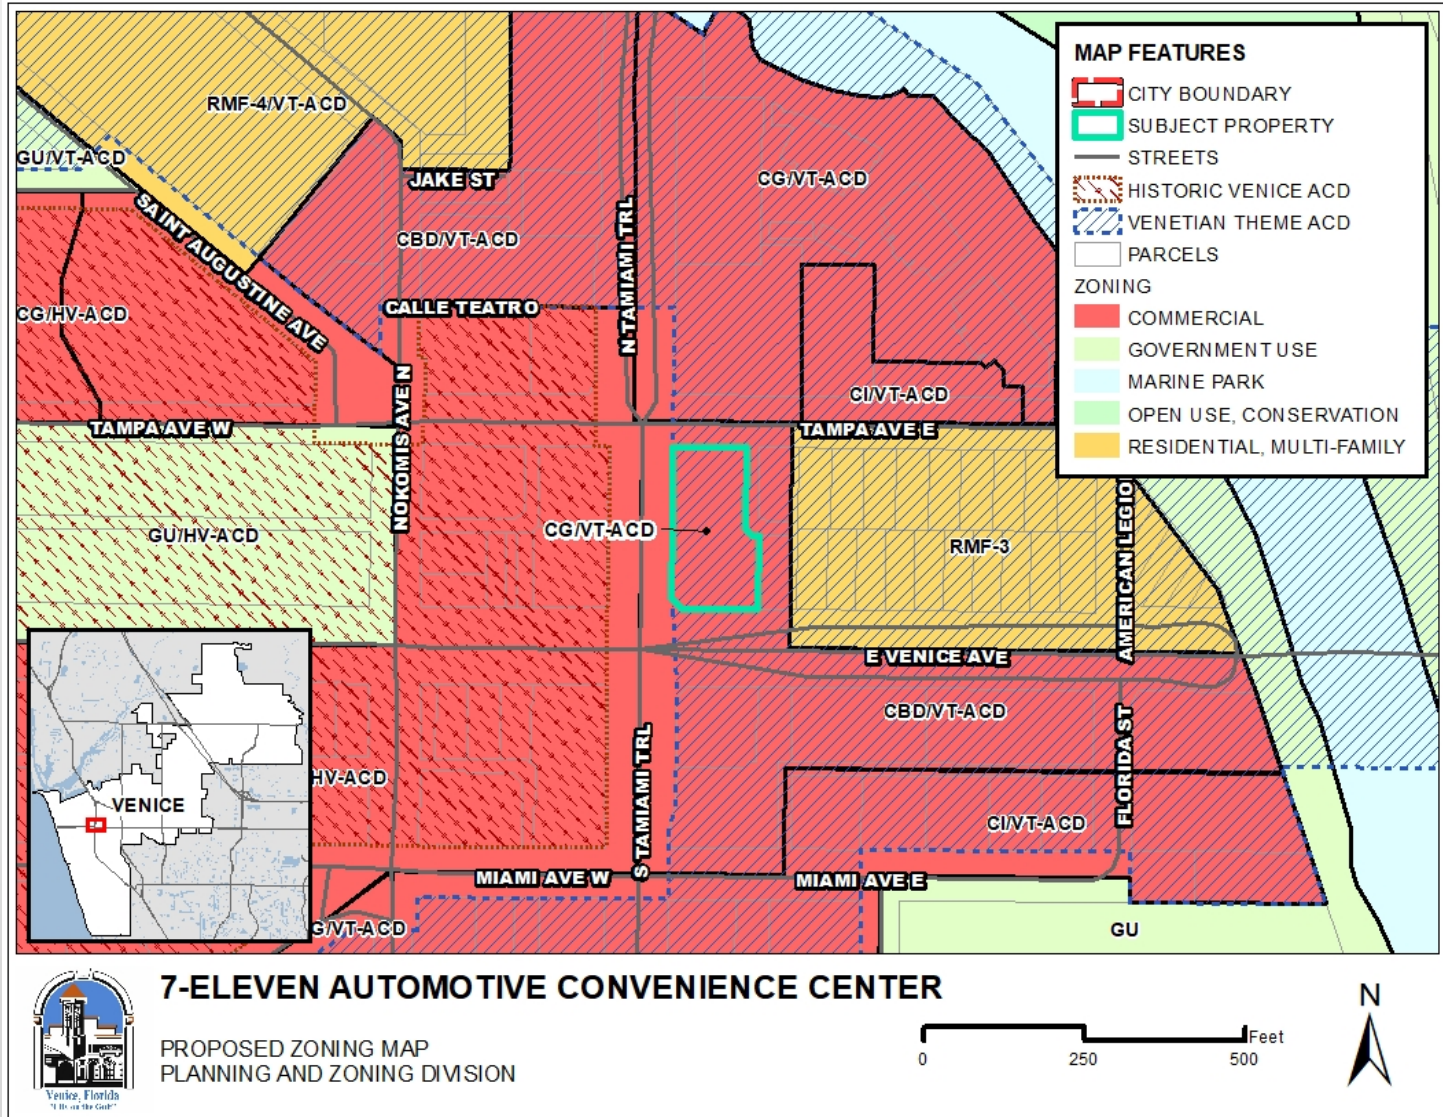 MAP FEATURES
CITY BOUNDARY
SUBJECT PROPERTY
STREETS
HISTORIC VENICE ACD
VENETIAN THEME ACD
PARCELS
ZONING
COMMERCIAL
GOVERNMENT USE
MARINE PARK
OPEN USE, CONSERVATION
RESIDENTIAL, MULTI-FAMILY
RMF-4/VT-ACD
GU/VT-ACD
JAKE ST
CG/VT-ACD
SAINT AUGUSTINE AVE
CBD/VT-ACD
N TAMIAMI TRL
CG/HV-ACD
CALLE TEATRO
CI/VT-ACD
TAMPA AVE W
NOKOMIS AVE N
TAMPA AVE E
GU/HV-ACD
CG/VT-ACD
RMF-3
AMERICAN LEGIO
E VENICE AVE
CBD/VT-ACD
HV-ACD
VENICE
S TAMIAMI TRL
FLORIDA ST
CI/VT-ACD
MIAMI AVE W
MIAMI AVE E
G/VT-ACD
GU
7-ELEVEN AUTOMOTIVE CONVENIENCE CENTER
PROPOSED ZONING MAP
PLANNING AND ZONING DIVISION
Venice, Florida
N
Feet
0 250 500